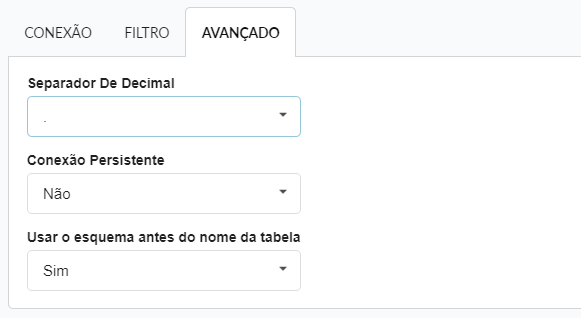 CONEXÃO FILTRO AVANÇADO
Separador De Decimal
.
Conexão Persistente
Não
Usar o esquema antes do nome da tabela
Sim